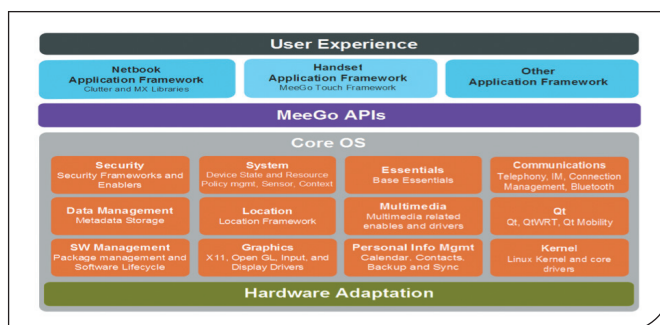 User Experience
Netbook
Application Framework
Clutter and MX Libraries
Handset
Application Framework
MeeGo Touch Framework
Other
Application Framework
MeeGo APIs
Core OS
Security
Security Frameworks and
Enablers
System
Device State and Resource
Policy mgmt, Sensor, Context
Essentials
Base Essentials
Communications
Telephony, IM, Connection
Management, Bluetooth
Data Management
Metadata Storage
Location
Location Framework
Multimedia
Multimedia related
enables and drivers
Qt
Qt, QtWRT, Qt Mobility
SW Management
Package management and
Software Lifecycle
Graphics
X11, Open GL, Input, and
Display Drivers
Personal Info Mgmt
Calendar, Contacts,
Backup and Sync
Kernel
Linux Kernel and core
drivers
Hardware Adaptation